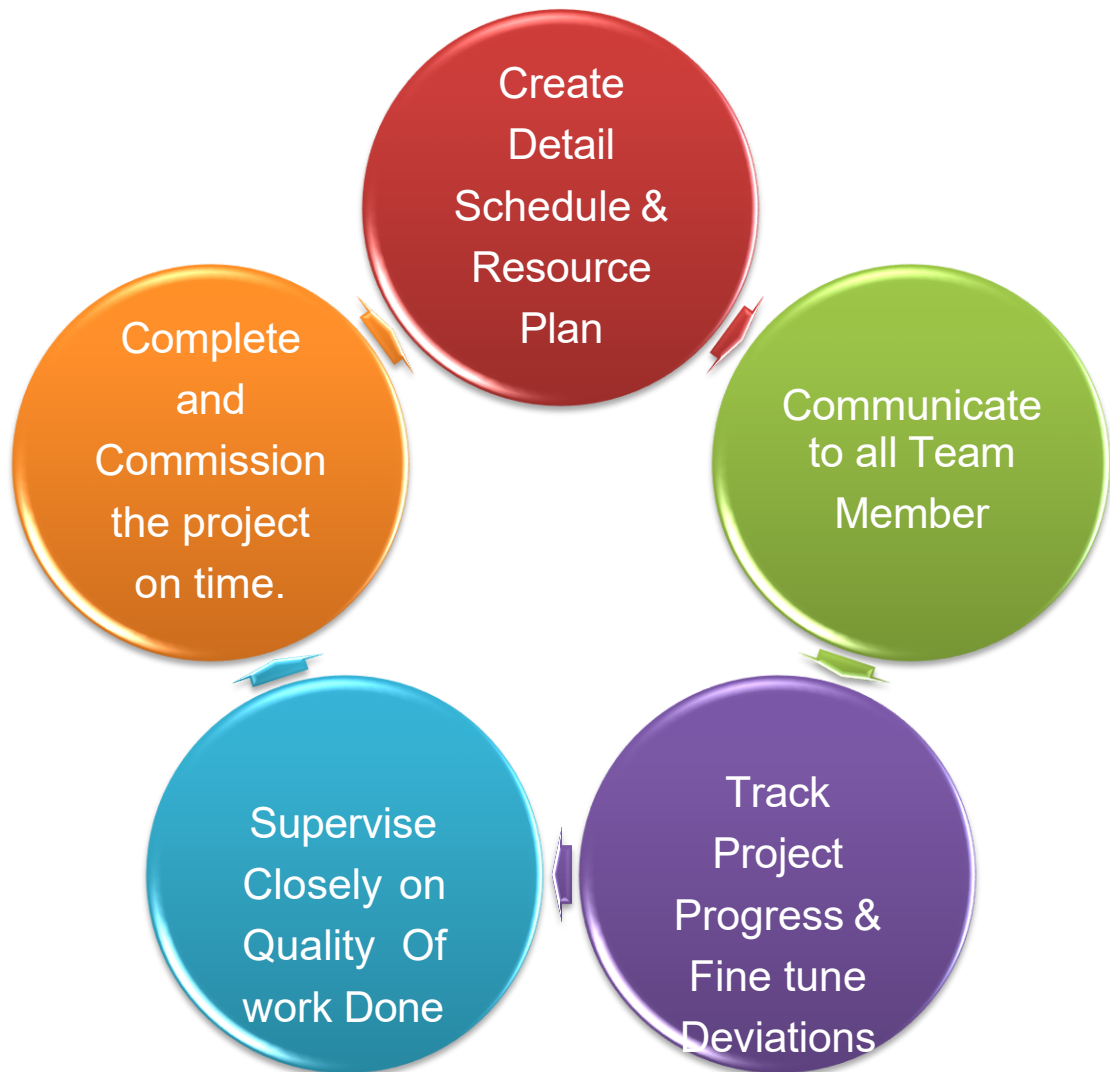 Create
Detail
Schedule &
Resource
Plan
Communicate
to all Team
Member
Track
Project
Progress &
Fine tune
Deviations
Supervise
Closely on
Quality Of
work Done
Complete
and
Commission
the project
on time.